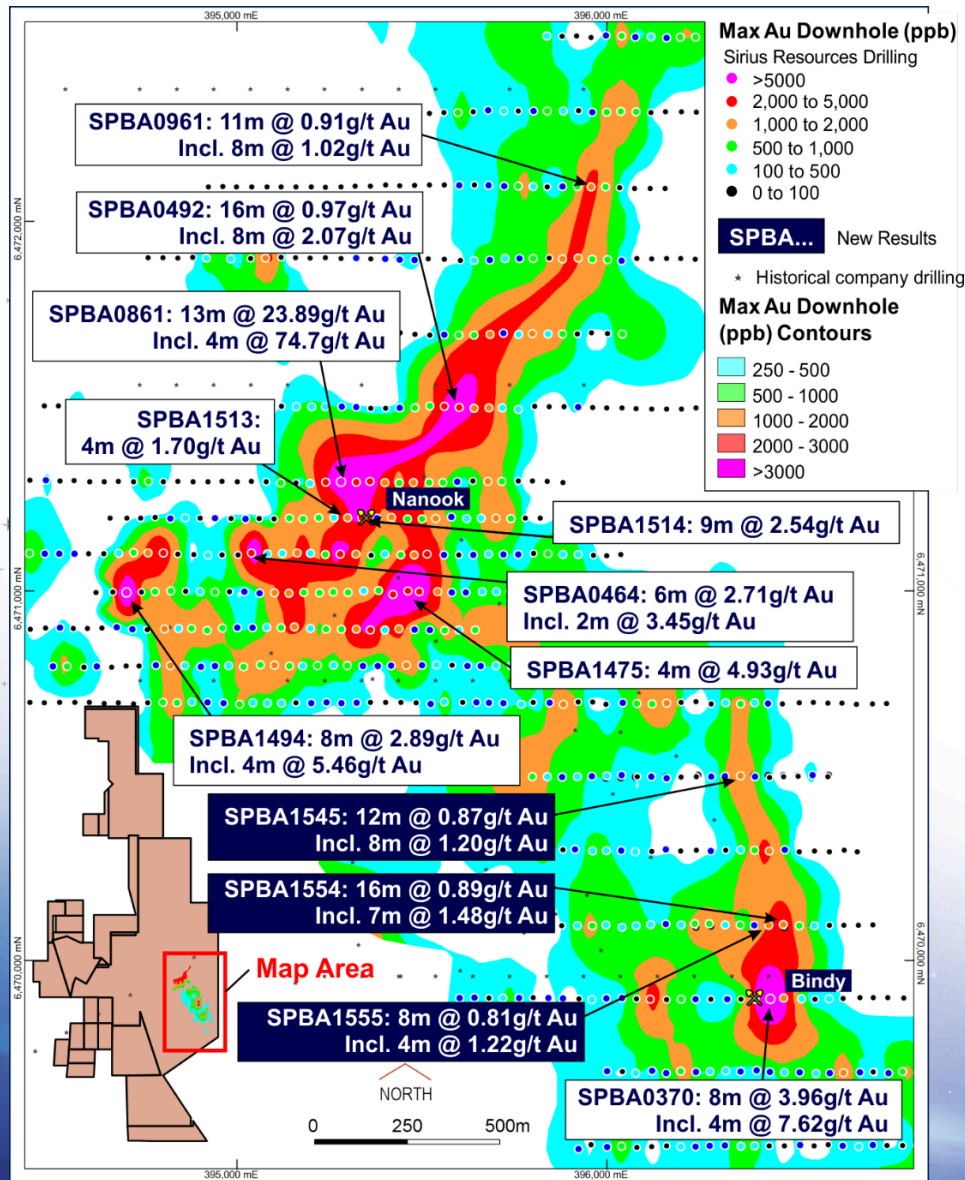 395,000 mE
396,000 mE
Max Au Downhole (ppb)
Sirius Resources Drilling
>5000
2,000 to 5,000
1,000 to 2,000
500 to 1,000
100 to 500
0 to 100
SPBA... New Results
* Historical company drilling
Max Au Downhole
(ppb) Contours
250 - 500
500 - 1000
1000 - 2000
2000 - 3000
>3000
SPBA0961: 11m @ 0.91g/t Au
Incl. 8m @ 1.02g/t Au
6,472,000 mN
SPBA0492: 16m @ 0.97g/t Au
Incl. 8m @ 2.07g/t Au
SPBA0861: 13m @ 23.89g/t Au
Incl. 4m @ 74.7g/t Au
SPBA1513:
4m @ 1.70g/t Au
Nanook
SPBA1514: 9m @ 2.54g/t Au
6,471,000 mN
6,471,000 mN
SPBA0464: 6m @ 2.71g/t Au
Incl. 2m @ 3.45g/t Au
SPBA1475: 4m @ 4.93g/t Au
SPBA1494: 8m @ 2.89g/t Au
Incl. 4m @ 5.46g/t Au
SPBA1545: 12m @ 0.87g/t Au
Incl. 8m @ 1.20g/t Au
SPBA1554: 16m @ 0.89g/t Au
Incl. 7m @ 1.48g/t Au
6,470,000 mN
6,470,000 mN
Map Area
Bindy
SPBA1555: 8m @ 0.81g/t Au
Incl. 4m @ 1.22g/t Au
NORTH
SPBA0370: 8m @ 3.96g/t Au
Incl. 4m @ 7.62g/t Au
0 250 500m
395,000 mE
396,000 mE